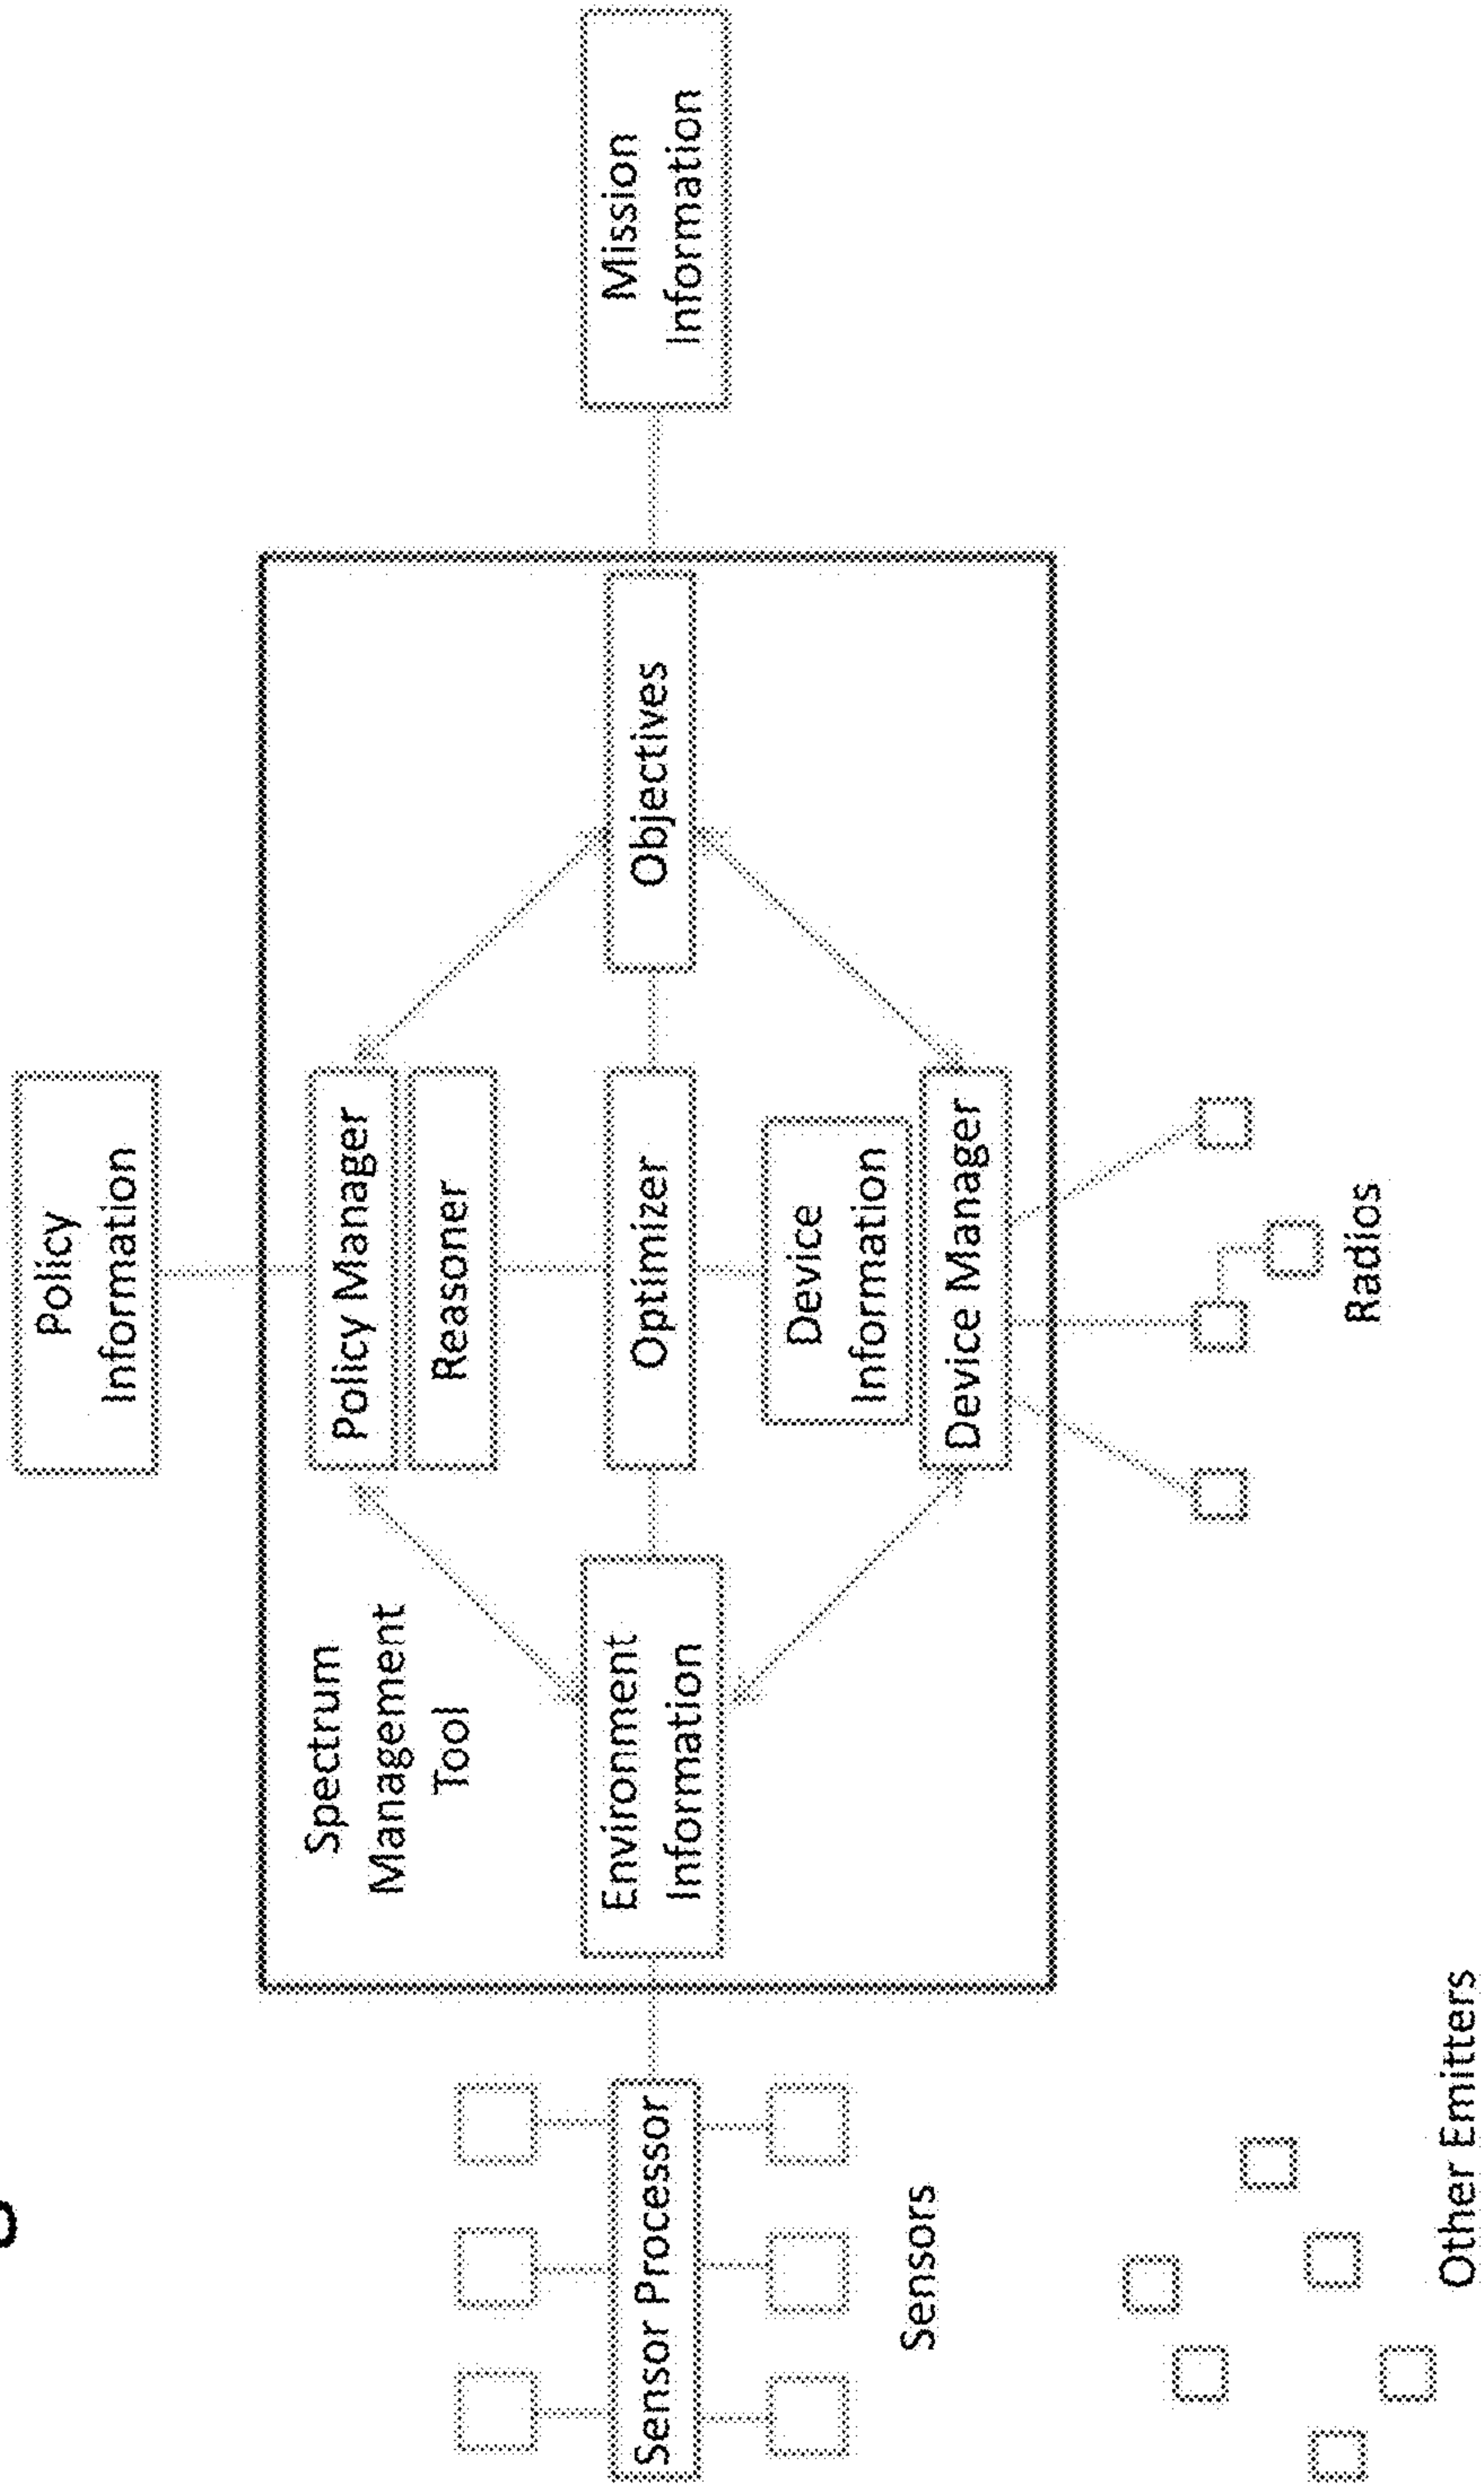 Policy
Information
Spectrum
Management
Tool
Policy Manager
Reasoner
Sensor Processor
Environment
Information
Optimizer
Objectives
Mission
Information
Device
Information
Device Manager
Sensors
Radios
Other Emitters